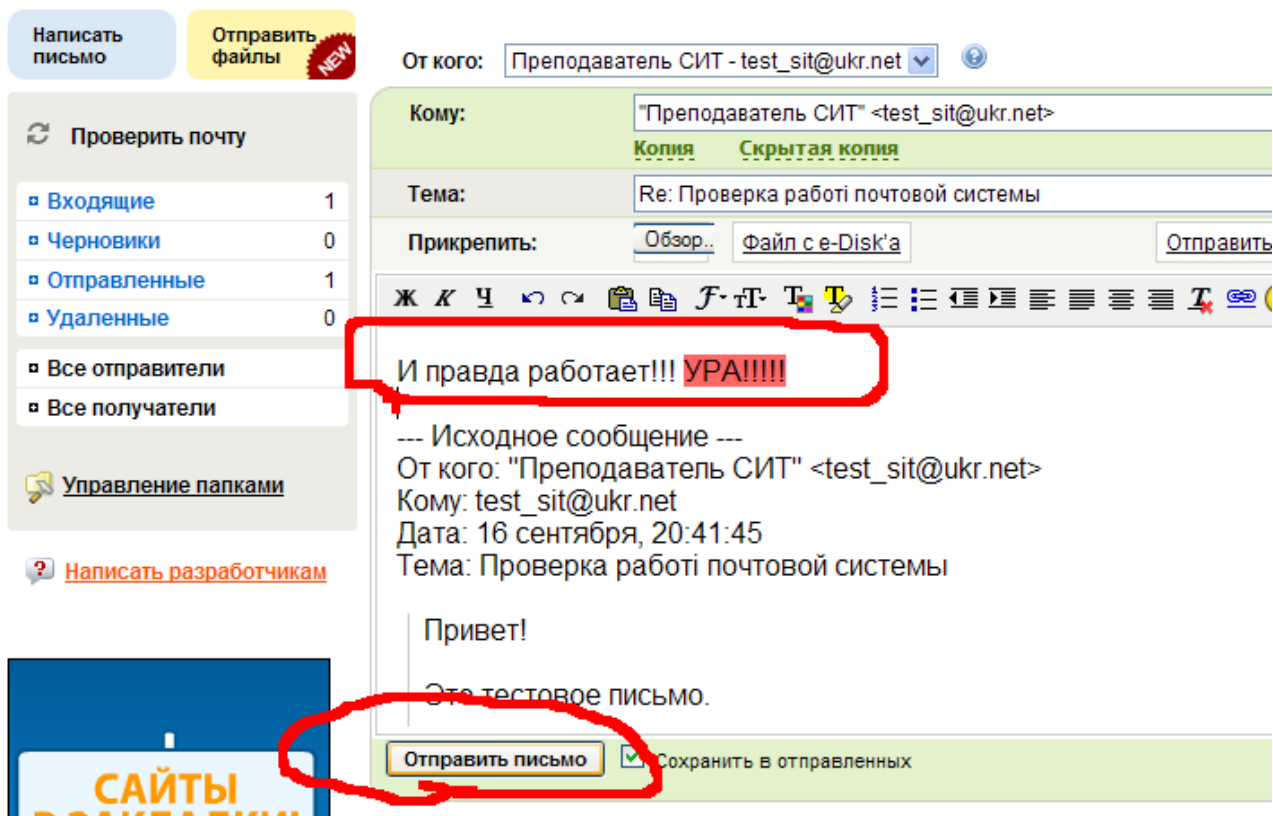 Написать письмо
Отправить файлы
NEW
От кого: Преподаватель СИТ - test_sit@ukr.net
Кому: "Преподаватель СИТ" <test_sit@ukr.net>
Копия Скрытая копия
Тема: Re: Проверка работі почтовой системы
Прикрепить: Обзор.. Файл с e-Disk'а Отправить
Проверить почту
Входящие 1
Черновики 0
Отправленные 1
Удаленные 0
Все отправители
Все получатели
Управление папками
Написать разработчикам
САЙТЫ
В ЗАКЛАДКИ!
Ж К Ч
И правда работает!!! УРА!!!!!
--- Исходное сообщение ---
От кого: "Преподаватель СИТ" <test_sit@ukr.net>
Кому: test_sit@ukr.net
Дата: 16 сентября, 20:41:45
Тема: Проверка работі почтовой системы
Привет!
Это тестовое письмо.
Отправить письмо Сохранить в отправленных